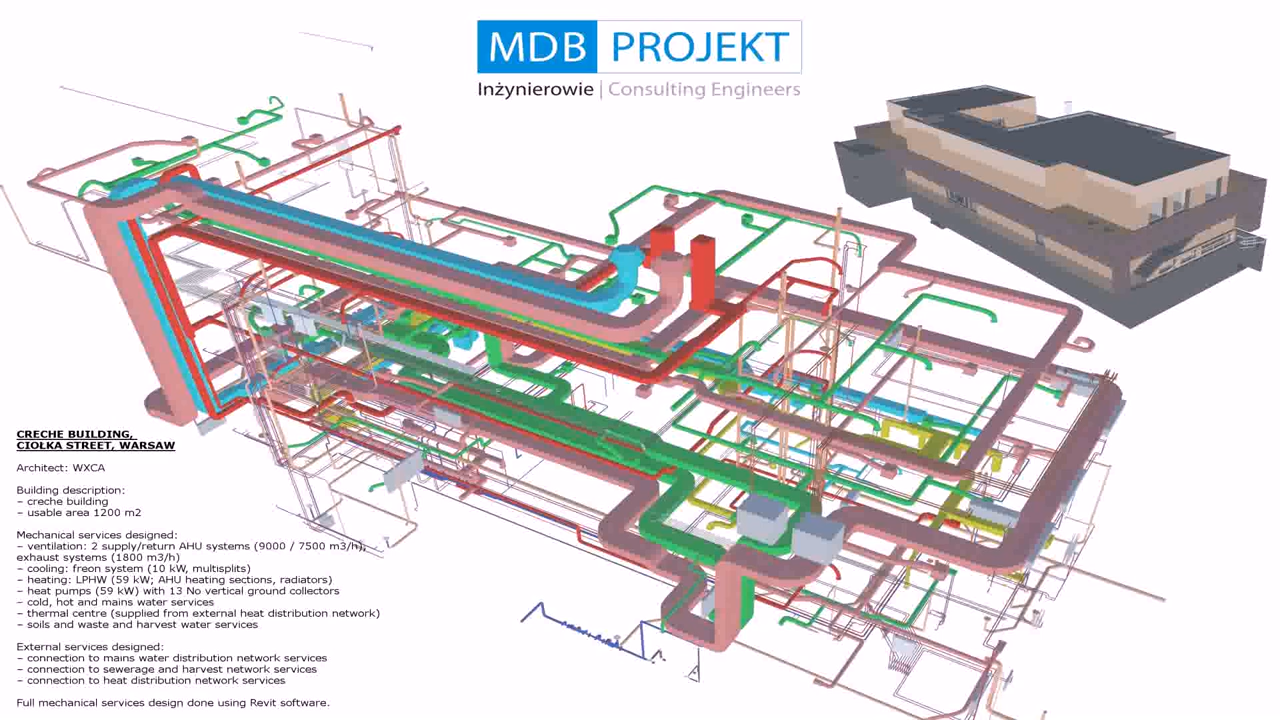 MDB PROJEKT
Inżynierowie | Consulting Engineers
CRECHE BUILDING,
CIOLKA STREET, WARSAW
Architect: WXCA
Building description:
– creche building
– usable area 1200 m2
Mechanical services designed:
– ventilation: 2 supply/return AHU systems (9000 / 7500 m3/h),
exhaust systems (1800 m3/h)
– cooling: freon system (10 kW, multisplits)
– heating: LPHW (59 kW; AHU heating sections, radiators)
– heat pumps (59 kW) with 13 No vertical ground collectors
– cold, hot and mains water services
– thermal centre (supplied from external heat distribution network)
– soils and waste and harvest water services
External services designed:
– connection to mains water distribution network services
– connection to sewerage and harvest network services
– connection to heat distribution network services
Full mechanical services design done using Revit software.